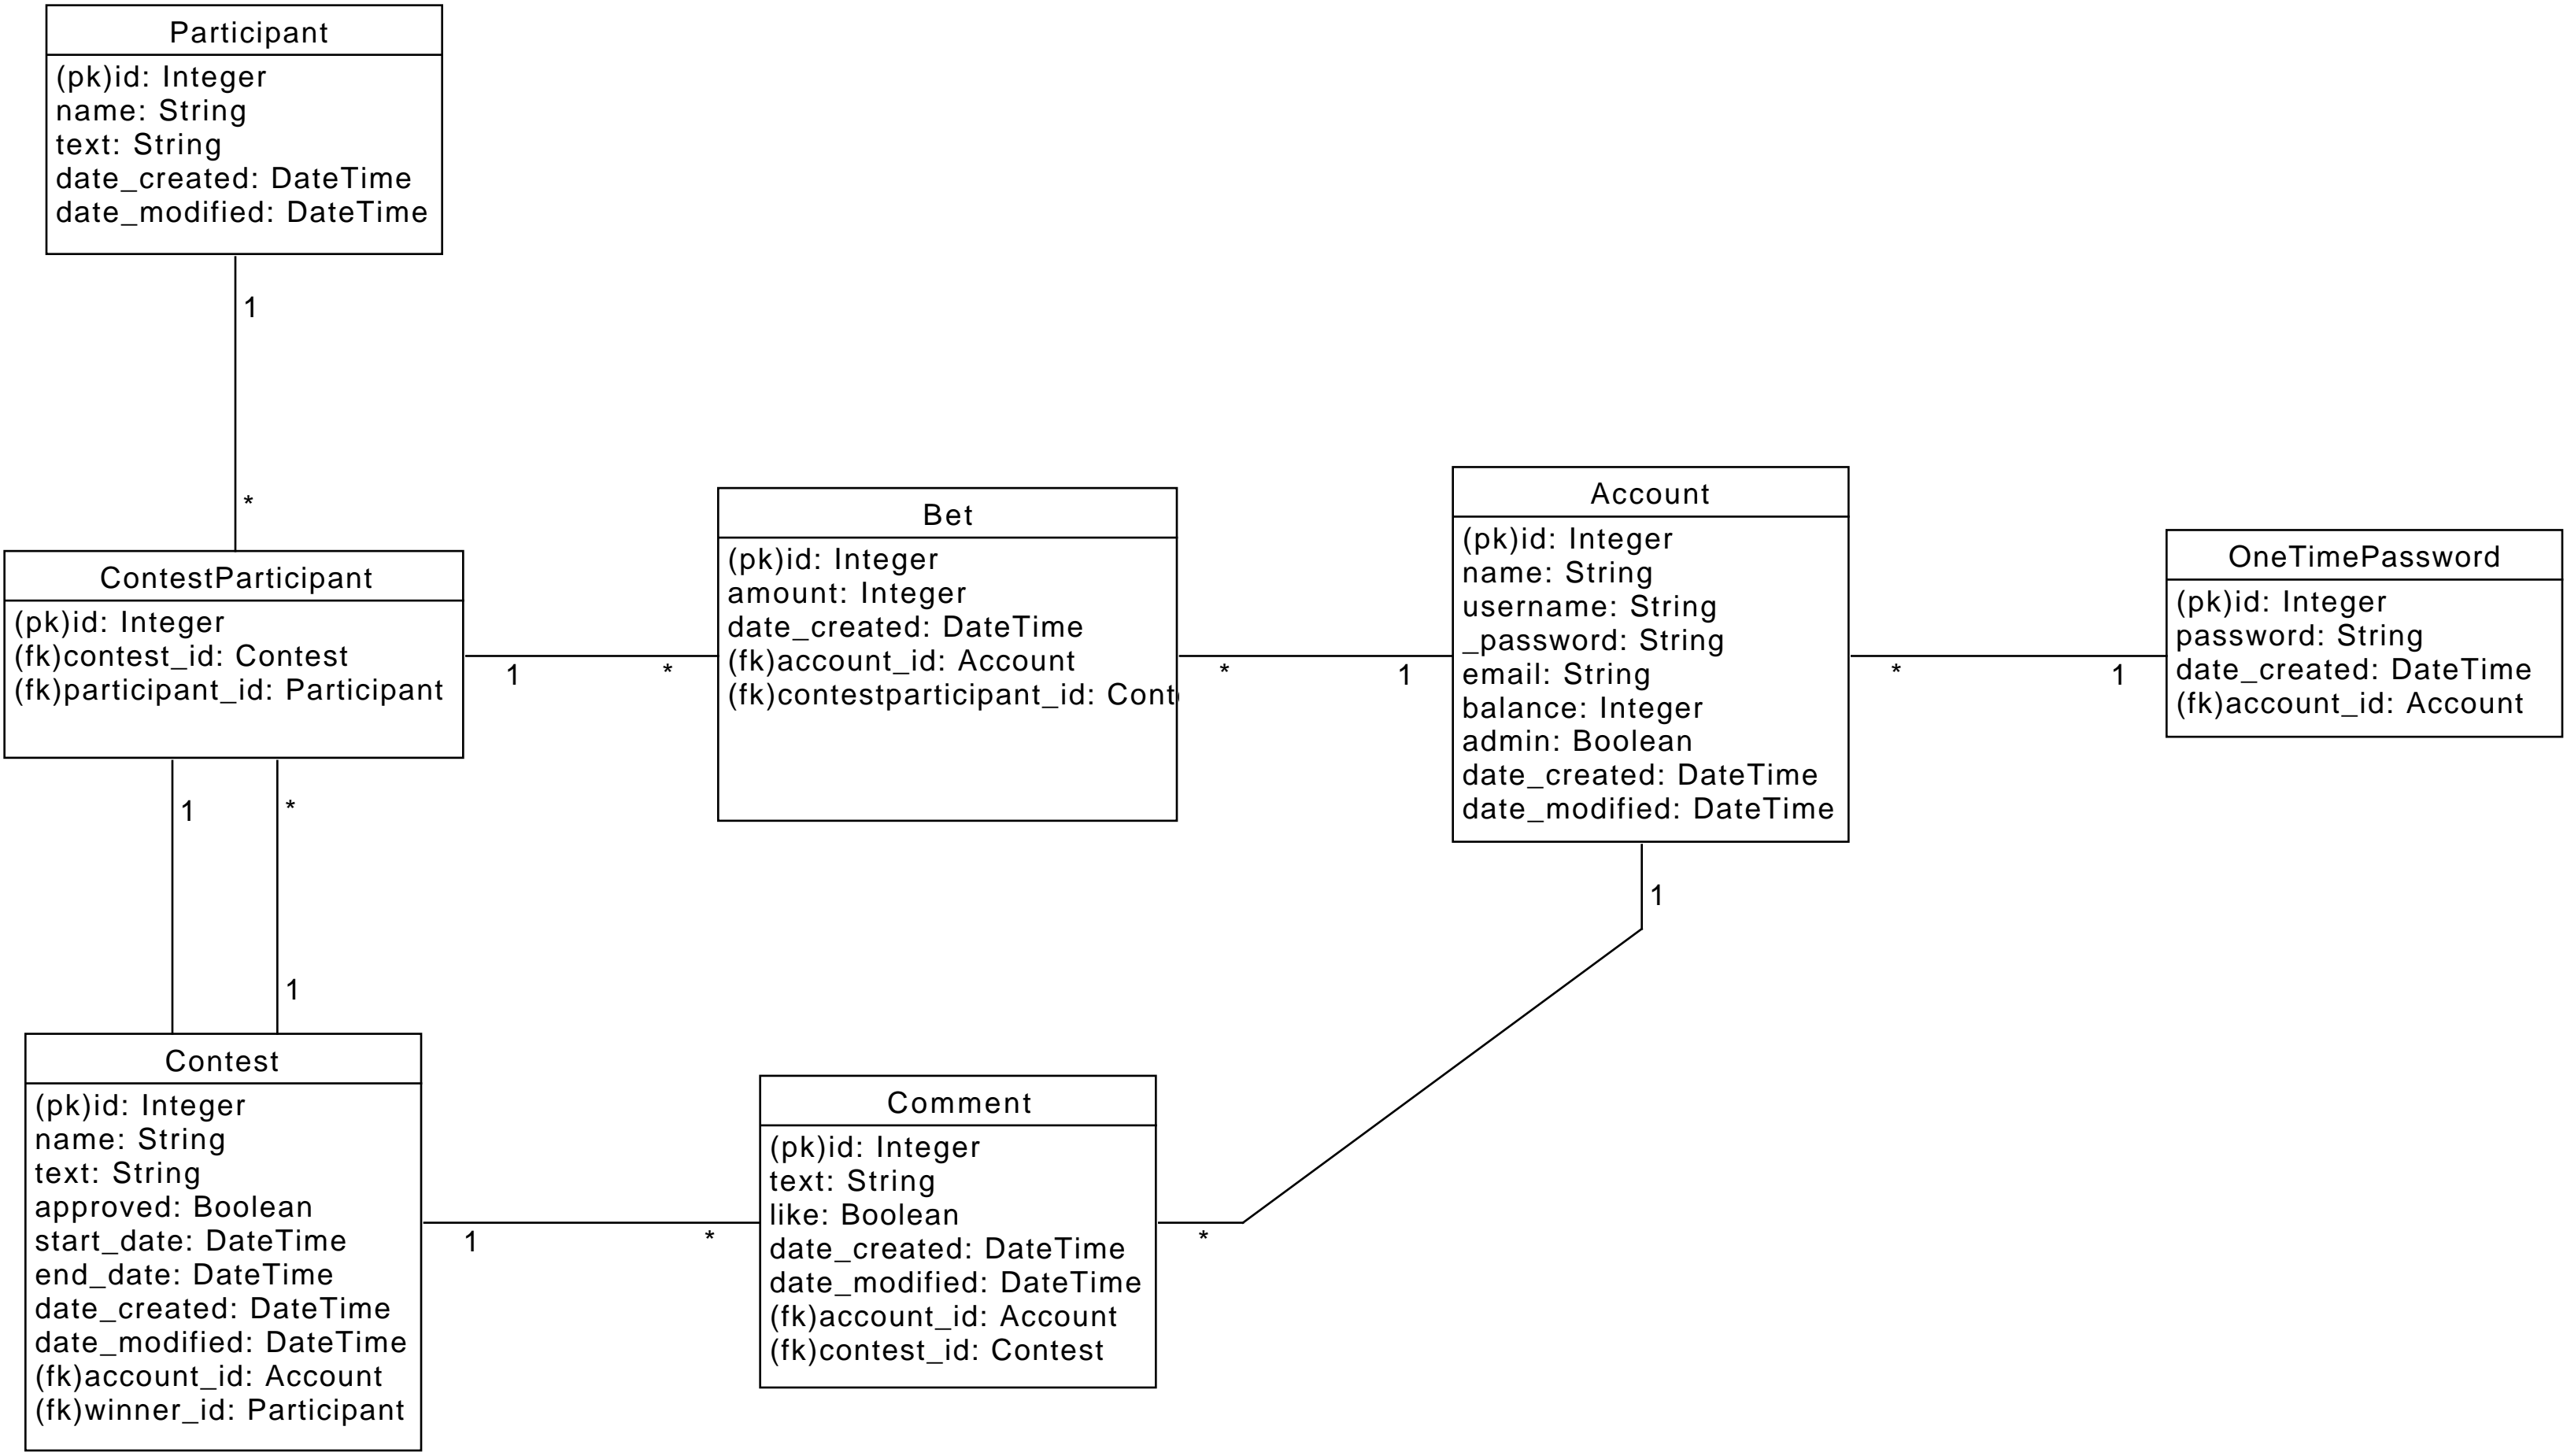 Participant
(pk)id: Integer
name: String
text: String
date_created: DateTime
date_modified: DateTime
1
*
ContestParticipant
(pk)id: Integer
(fk)contest_id: Contest
(fk)participant_id: Participant
1
*
Bet
(pk)id: Integer
amount: Integer
date_created: DateTime
(fk)account_id: Account
(fk)contestparticipant_id: Cont
*
1
Account
(pk)id: Integer
name: String
username: String
_password: String
email: String
balance: Integer
admin: Boolean
date_created: DateTime
date_modified: DateTime
*
1
OneTimePassword
(pk)id: Integer
password: String
date_created: DateTime
(fk)account_id: Account
1
*
1
1
Contest
(pk)id: Integer
name: String
text: String
approved: Boolean
start_date: DateTime
end_date: DateTime
date_created: DateTime
date_modified: DateTime
(fk)account_id: Account
(fk)winner_id: Participant
1
*
Comment
(pk)id: Integer
text: String
like: Boolean
date_created: DateTime
date_modified: DateTime
(fk)account_id: Account
(fk)contest_id: Contest
*